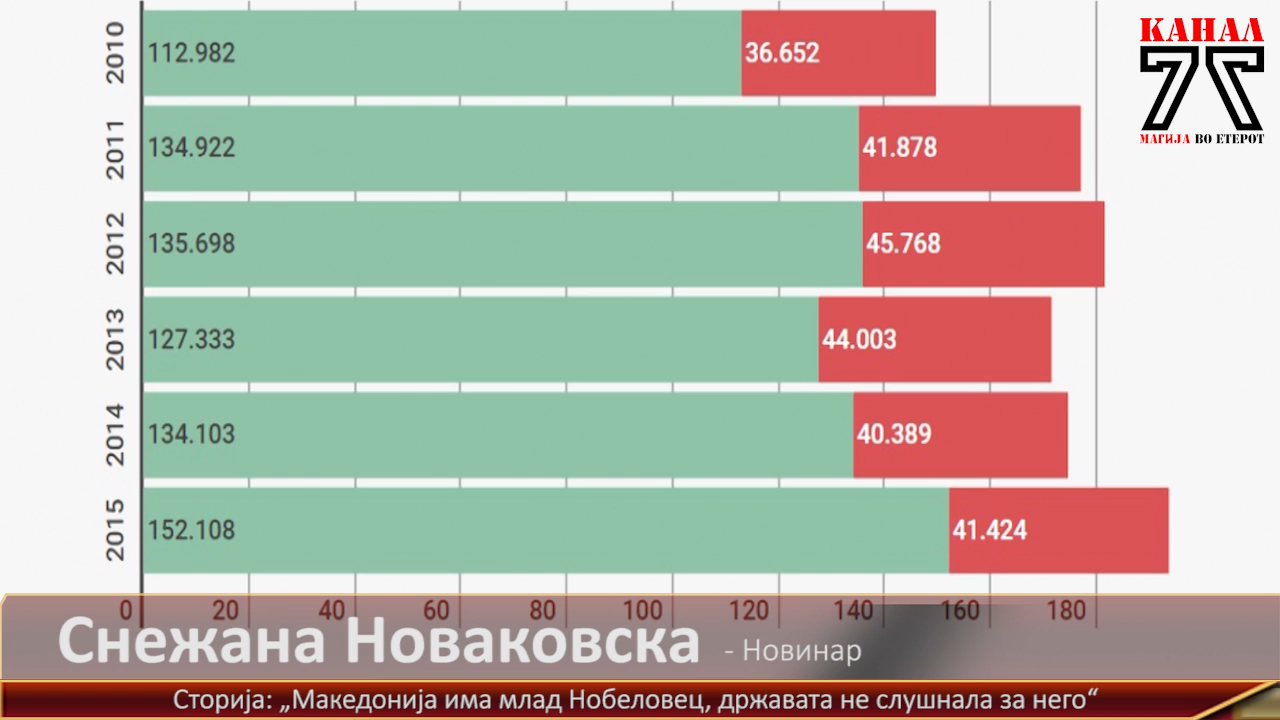 КАНАЛ
77
МАГИЈА ВО ЕТЕРОТ
2010 112.982 36.652
2011 134.922 41.878
2012 135.698 45.768
2013 127.333 44.003
2014 134.103 40.389
2015 152.108 41.424
0 20 40 60 80 100 120 140 160 180
Снежана Новаковска - Новинар
Сторија: „Македонија има млад Нобеловец, државата не слушнала за него“